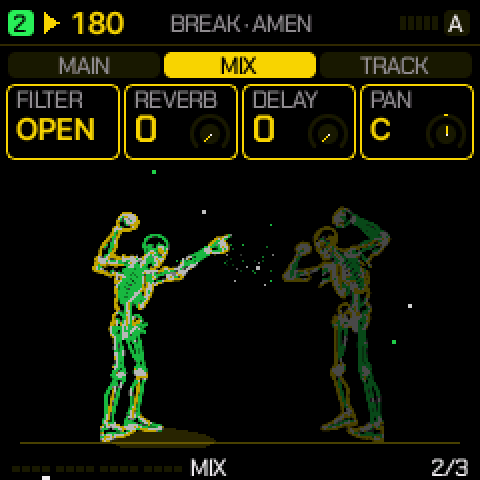 2 180 BREAK·AMEN A
MAIN MIX TRACK
FILTER REVERB DELAY PAN
OPEN 0 0 C
MIX 2/3